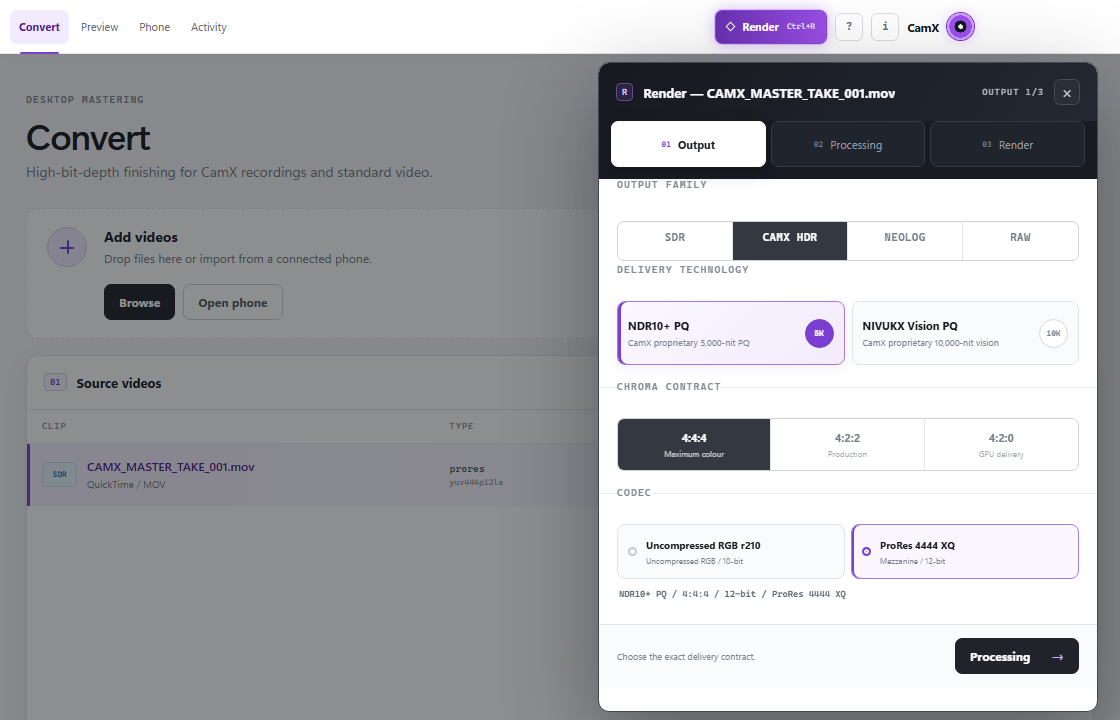 Convert Preview Phone Activity
Render Ctrl+R ? i CamX
DESKTOP MASTERING
Convert
High-bit-depth finishing for CamX recordings and standard video.
Add videos
Drop files here or import from a connected phone.
Browse Open phone
01 Source videos
CLIP TYPE
SDR CAMX_MASTER_TAKE_001.mov prores
QuickTime / MOV yuv444p12le
R Render — CAMX_MASTER_TAKE_001.mov OUTPUT 1/3 ×
01 Output 02 Processing 03 Render
OUTPUT FAMILY
SDR CAMX HDR NEOLOG RAW
DELIVERY TECHNOLOGY
NDR10+ PQ 5K NIVUKX Vision PQ 10K
CamX proprietary 5,000-nit PQ CamX proprietary 10,000-nit vision
CHROMA CONTRACT
4:4:4 4:2:2 4:2:0
Maximum colour Production GPU delivery
CODEC
Uncompressed RGB r210 ProRes 4444 XQ
Uncompressed RGB / 10-bit Mezzanine / 12-bit
NDR10+ PQ / 4:4:4 / 12-bit / ProRes 4444 XQ
Choose the exact delivery contract. Processing →